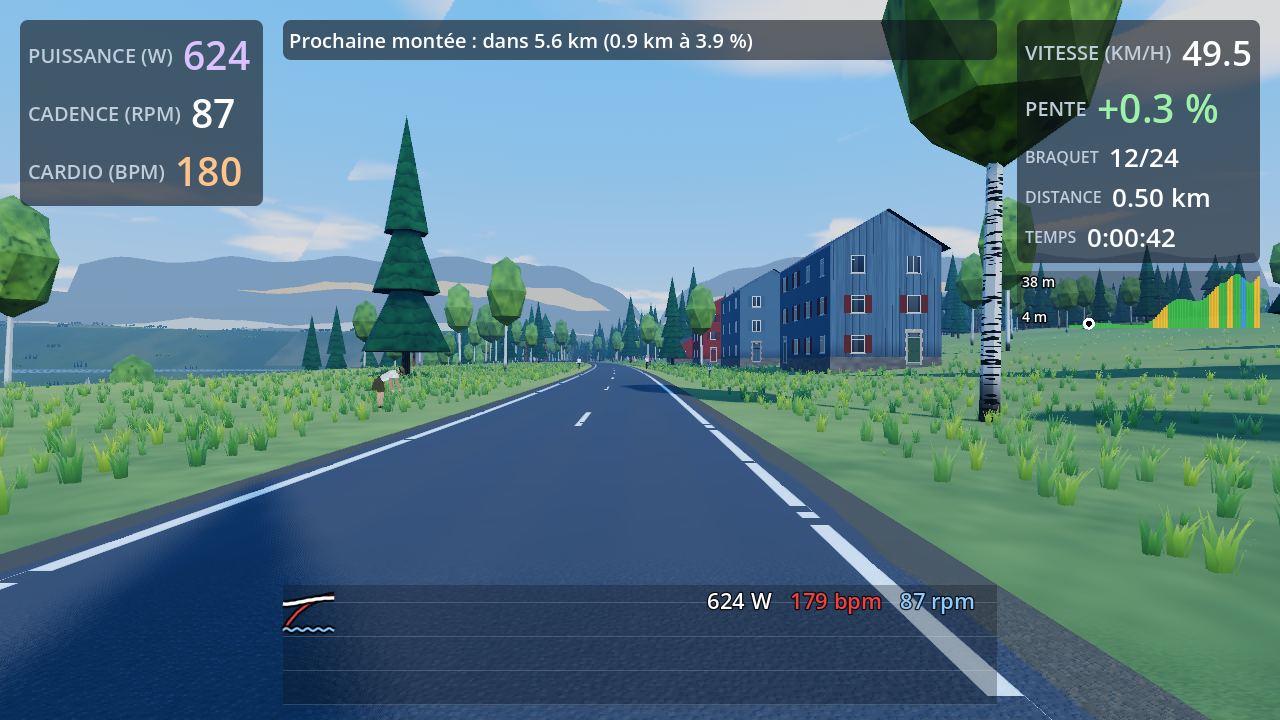 PUISSANCE (W) 624
CADENCE (RPM) 87
CARDIO (BPM) 180
Prochaine montée : dans 5.6 km (0.9 km à 3.9 %)
VITESSE (KM/H) 49.5
PENTE +0.3 %
BRAQUET 12/24
DISTANCE 0.50 km
TEMPS 0:00:42
38 m
4 m
624 W 179 bpm 87 rpm